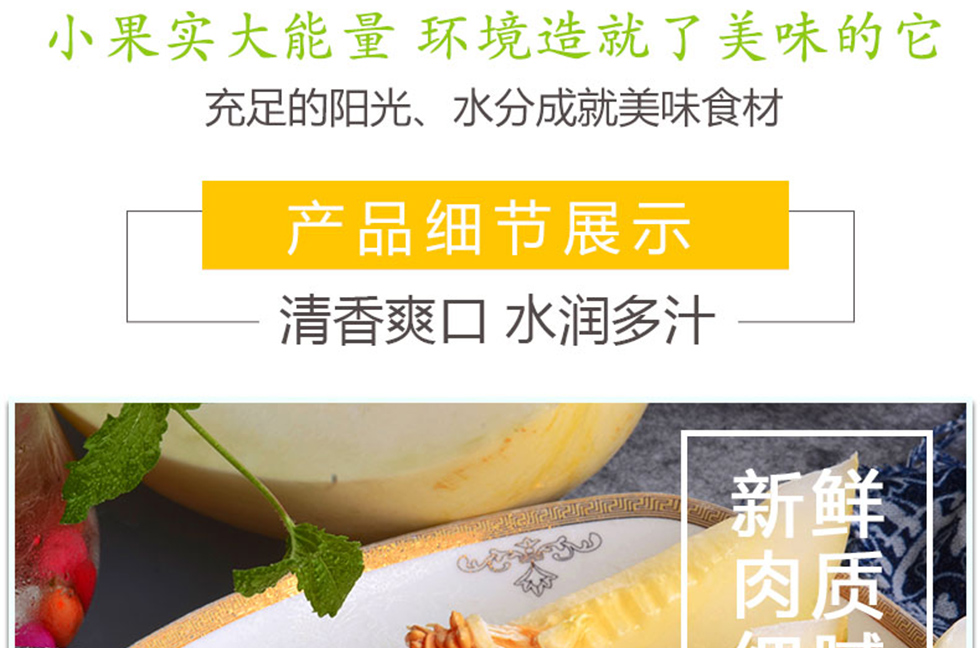 小果实大能量 环境造就了美味的它
充足的阳光、水分成就美味食材
产品细节展示
清香爽口 水润多汁
新鲜
肉质
细腻